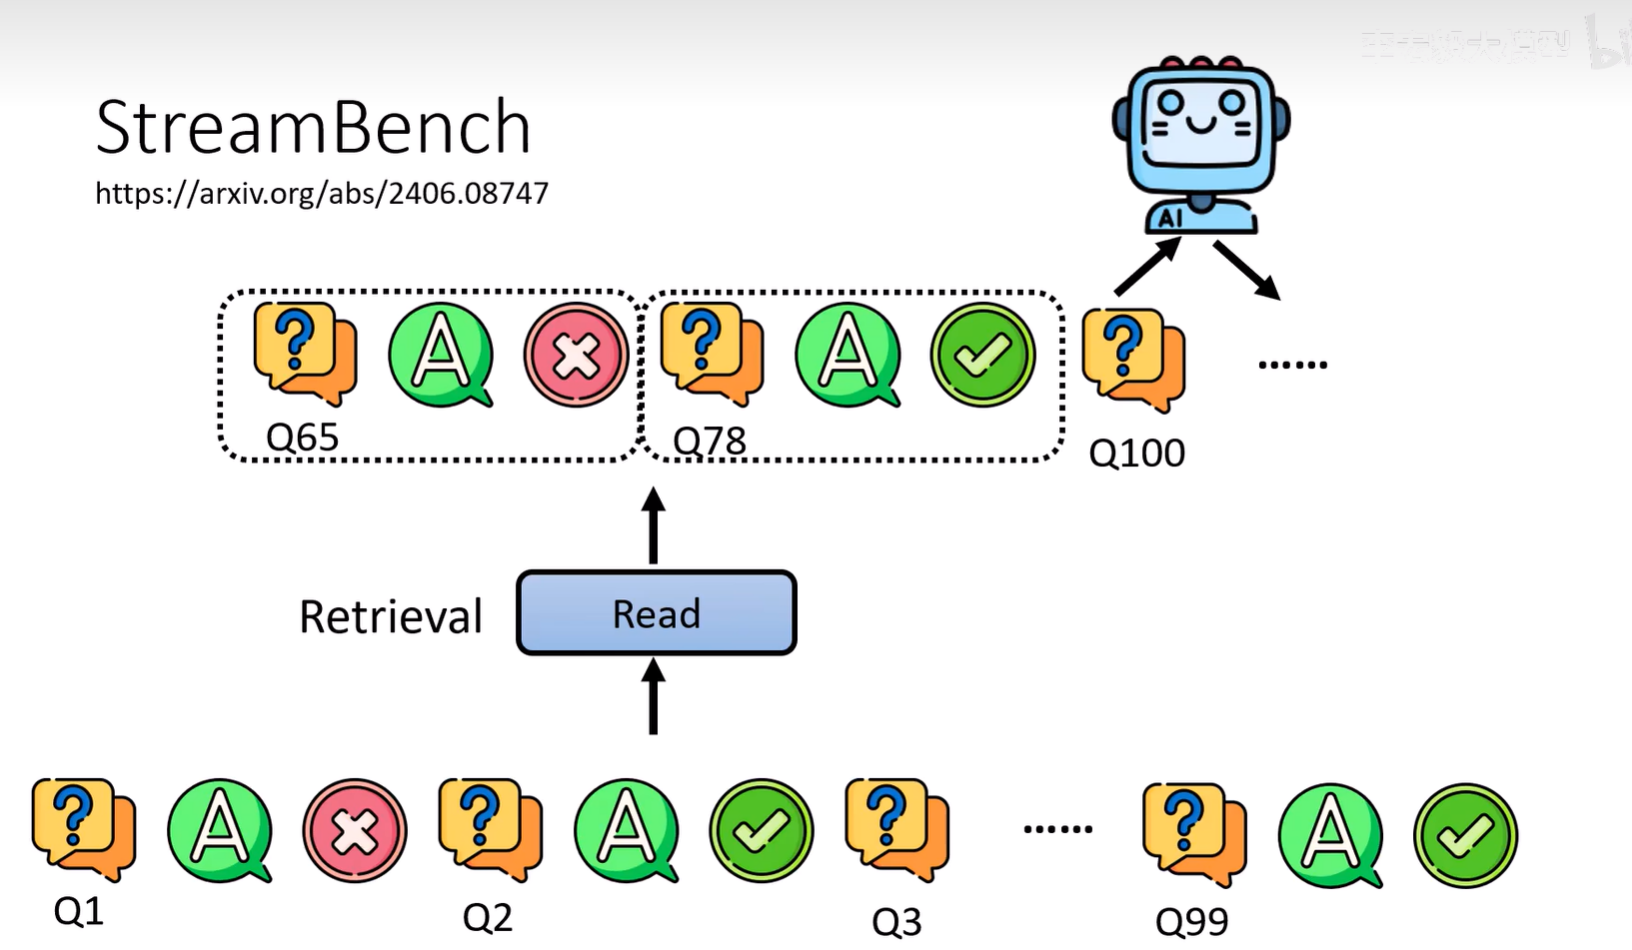 StreamBench
https://arxiv.org/abs/2406.08747
AI
? A ? A ?
Q65 Q78 Q100
......
Retrieval Read
? A ? A ? ...... ? A
Q1 Q2 Q3 Q99